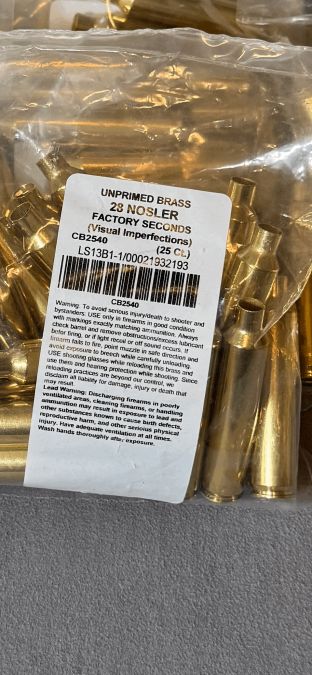 UNPRIMED BRASS
28 NOSLER
FACTORY SECONDS
(Visual Imperfections)
CB2540 (25 CL)
LS13B1-1/00021932193
CB2540
Warning: To avoid serious injury/death to shooter and
bystanders. USE only in firearms in good condition
with markings exactly matching ammunition. Always
check barrel and remove obstructions/excess lubricant
befor firing, or if light recoil or off sound occurs. If
firearm fails to fire, point muzzle in safe direction and
avoid exposure to breech while carefully unloading.
USE shooting glasses while reloading this brass and
use them and hearing protection while shooting. Since
reloading practices are beyond our control, we
disclaim all liability for damage, injury or death that
may result.
Lead Warning: Discharging firearms in poorly
ventilated areas, cleaning firearms, or handling
ammunition may result in exposure to lead and
other substances known to cause birth defects,
reproductive harm, and other serious physical
injury. Have adequate ventilation at all times.
Wash hands thoroughly after exposure.